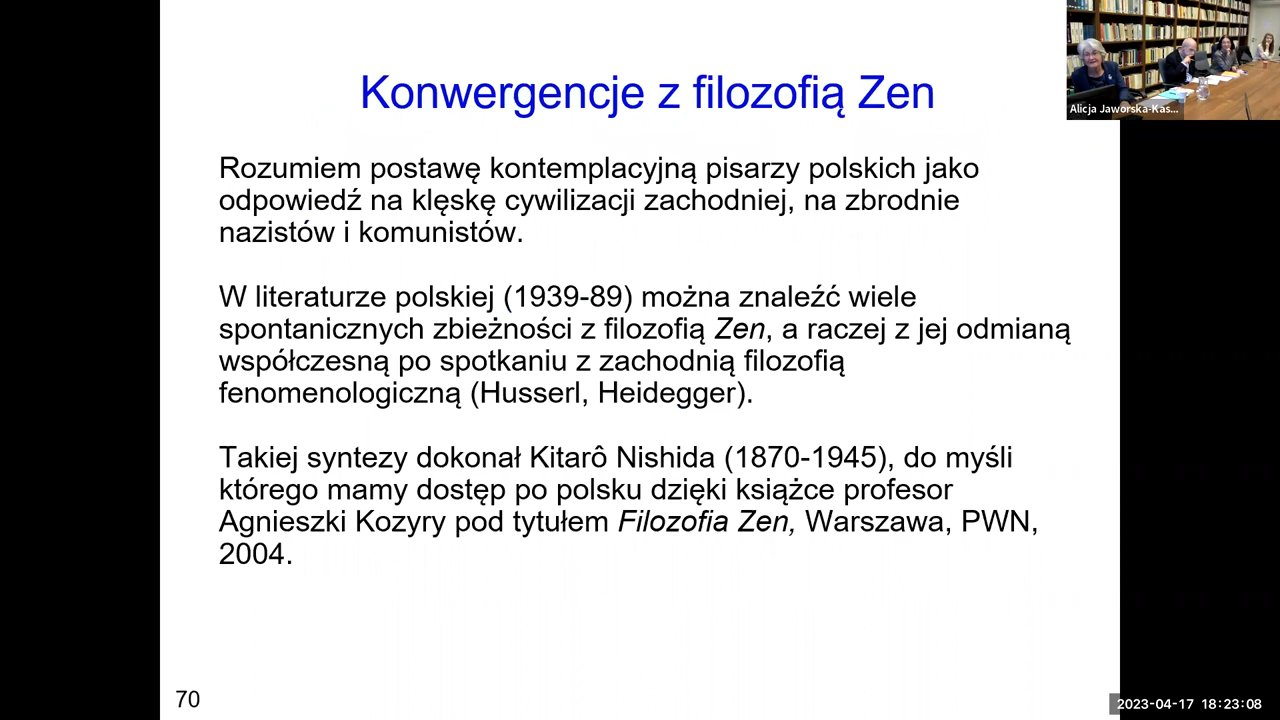 Konwergencje z filozofią Zen
Alicja Jaworska-Kas...
Rozumiem postawę kontemplacyjną pisarzy polskich jako
odpowiedź na klęskę cywilizacji zachodniej, na zbrodnie
nazistów i komunistów.
W literaturze polskiej (1939-89) można znaleźć wiele
spontanicznych zbieżności z filozofią Zen, a raczej z jej odmianą
współczesną po spotkaniu z zachodnią filozofią
fenomenologiczną (Husserl, Heidegger).
Takiej syntezy dokonał Kitarô Nishida (1870-1945), do myśli
którego mamy dostęp po polsku dzięki książce profesor
Agnieszki Kozyry pod tytułem Filozofia Zen, Warszawa, PWN,
2004.
70
2023-04-17 18:23:08